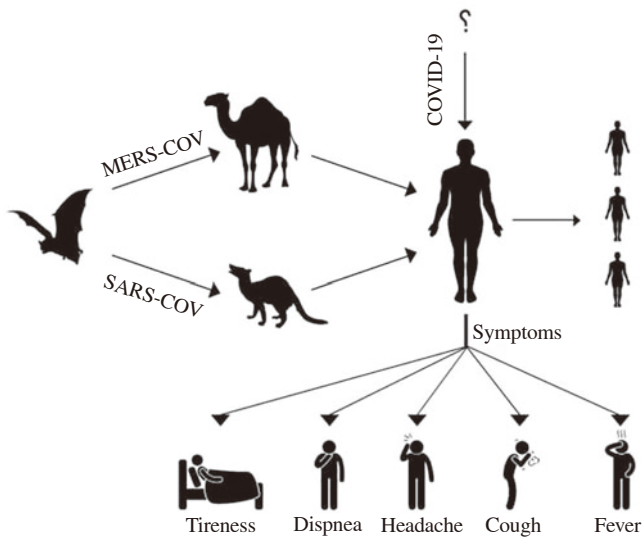 ?
COVID-19
MERS-COV
SARS-COV
Symptoms
Tireness Dispnea Headache Cough Fever